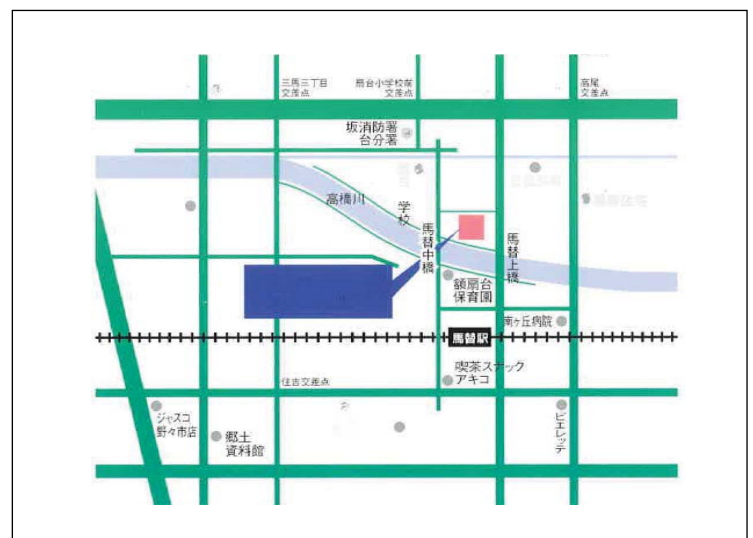 三馬三丁目
交差点
扇台小学校前
交差点
高尾
交差点
坂消防署
台分署
高橋川
学校
馬替中橋
馬替上橋
額扇台
保育園
南ヶ丘病院
馬替駅
喫茶スナック
アキコ
住吉交差点
ジャスコ
野々市店
郷土
資料館
ピエレッテ